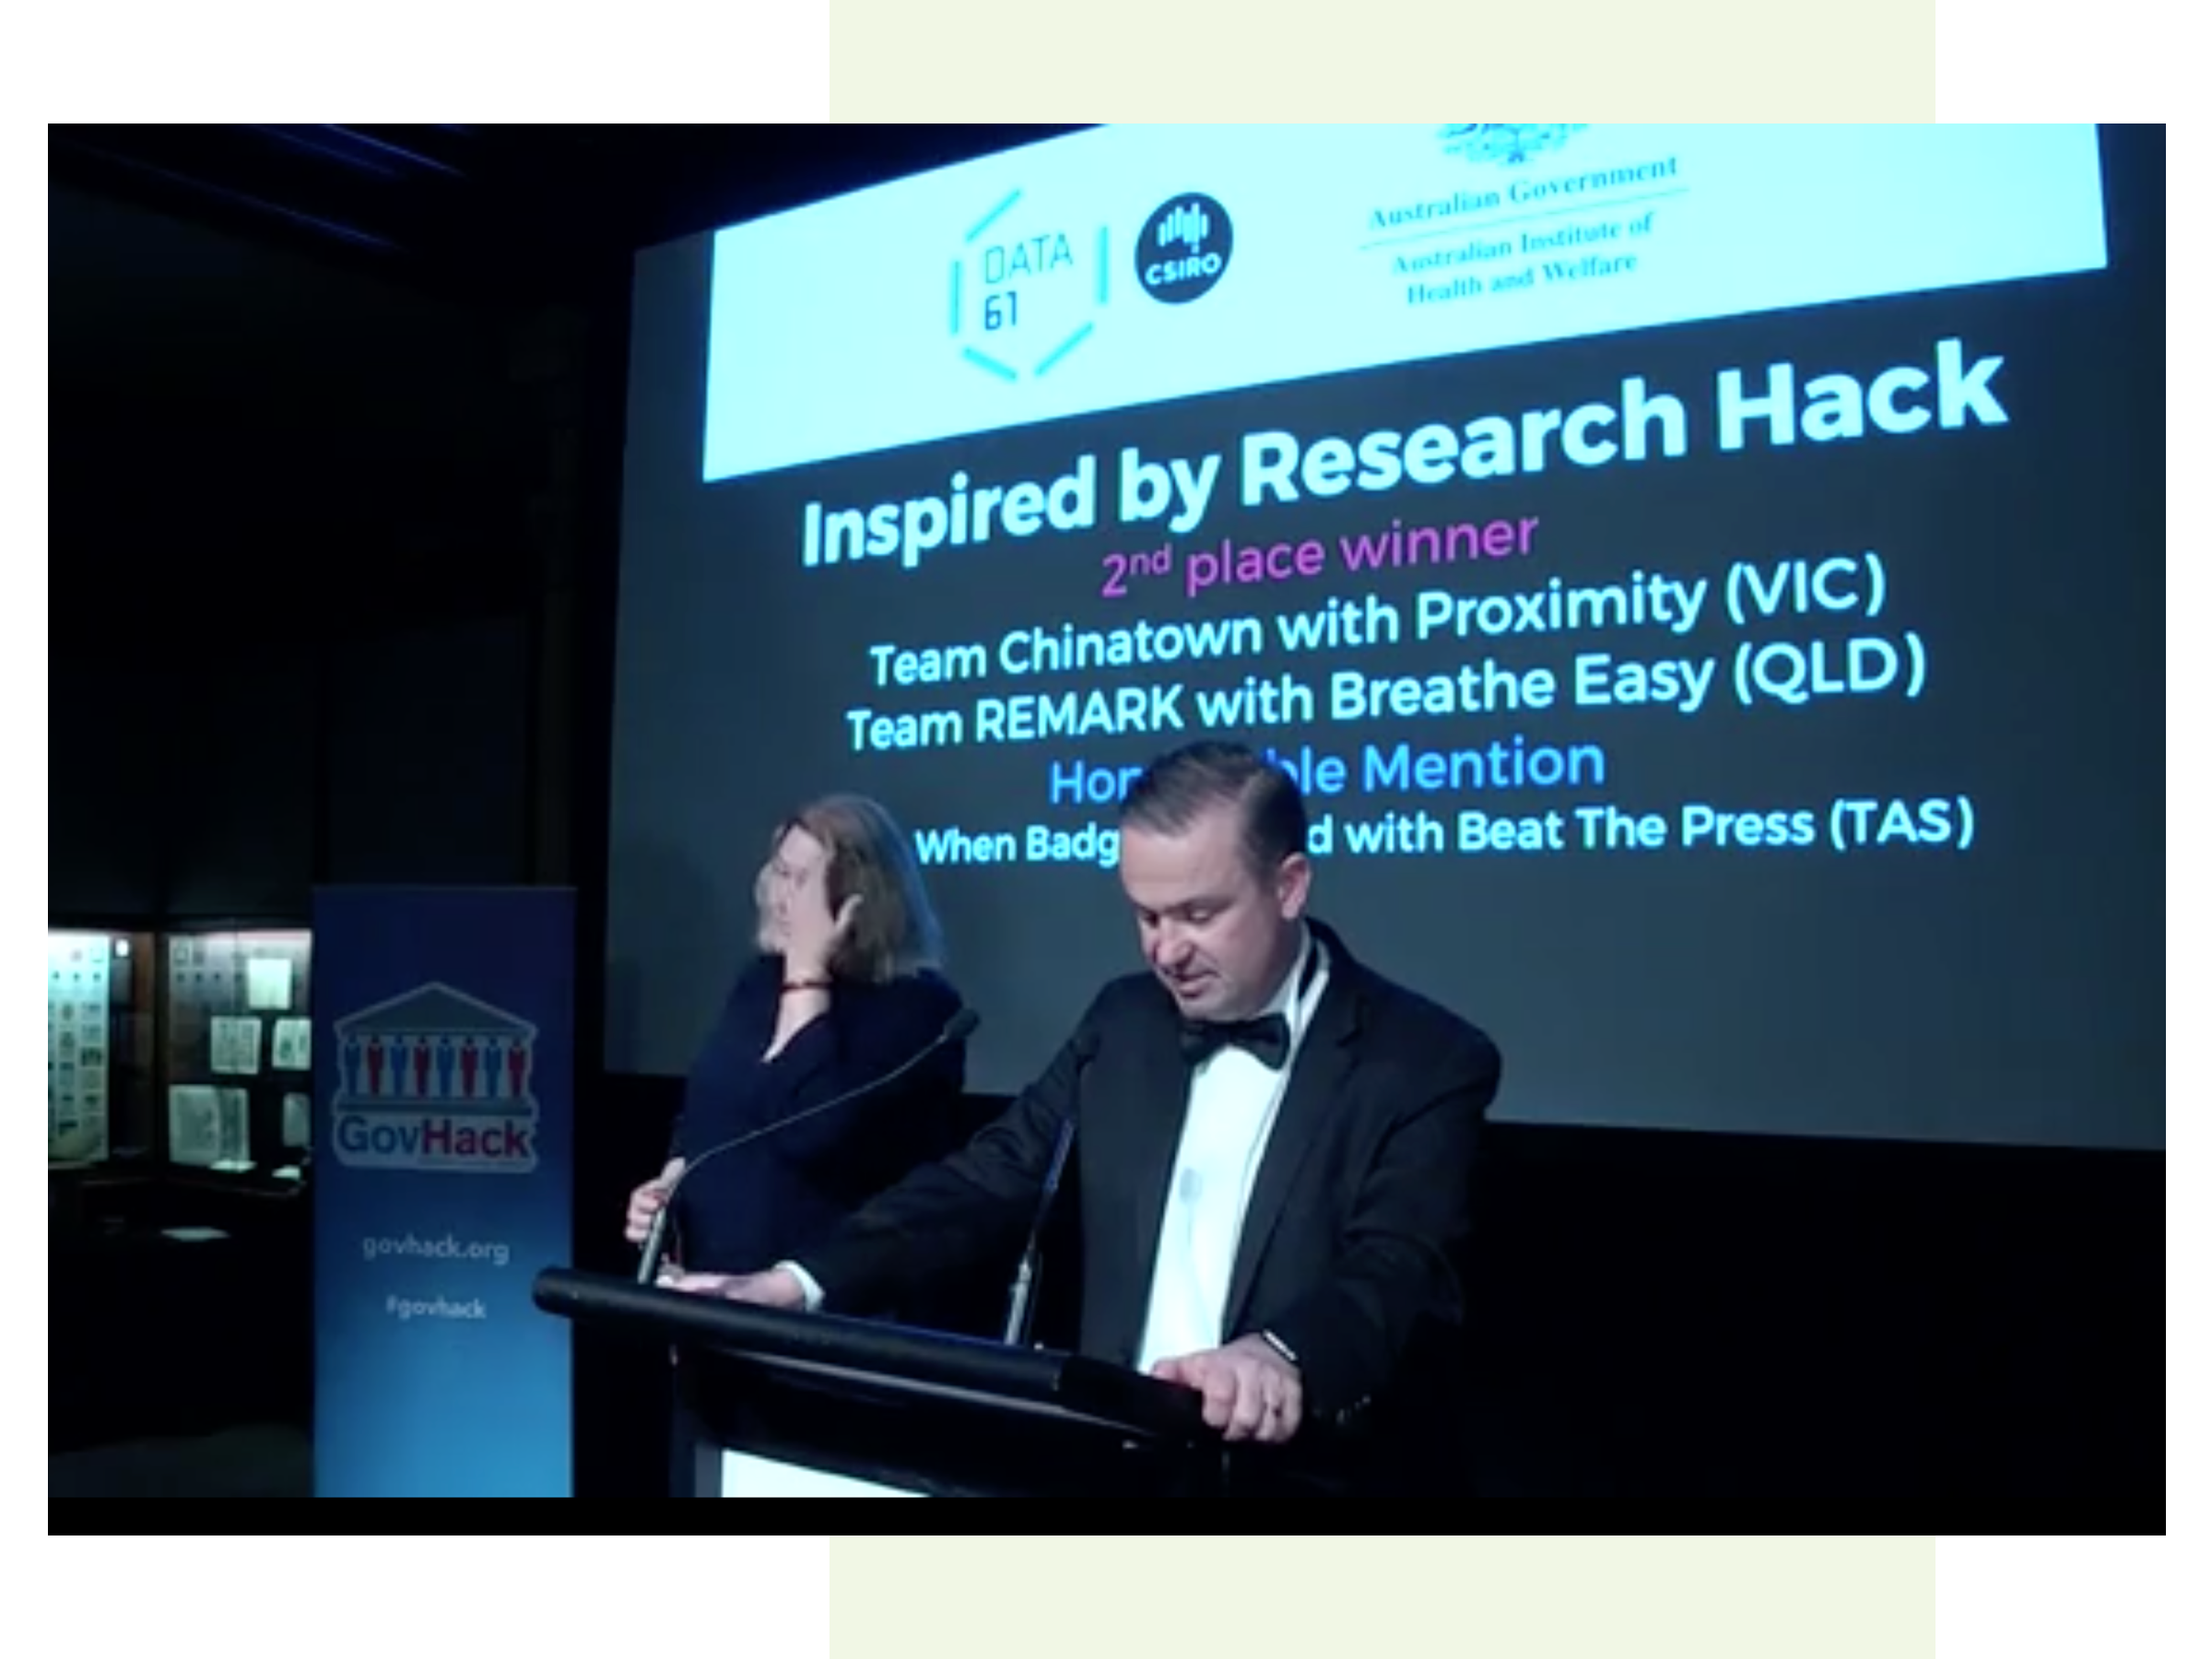 DATA
61
CSIRO
Australian Government
Australian Institute of
Health and Welfare
Inspired by Research Hack
2nd place winner
Team Chinatown with Proximity (VIC)
Team REMARK with Breathe Easy (QLD)
Mention
When with Beat The Press (TAS)
GovHack
govhack.org
#govhack